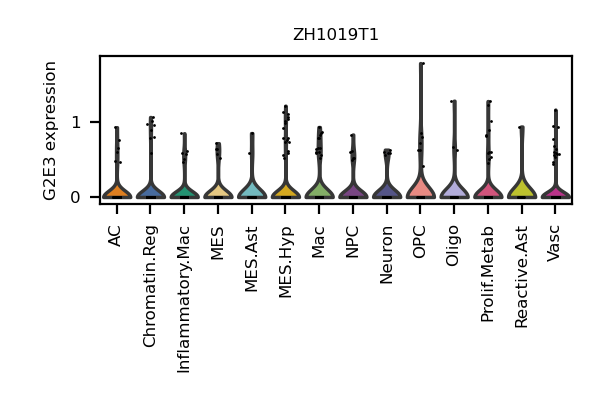 ZH1019T1
G2E3 expression
1
0
AC
Chromatin.Reg
Inflammatory.Mac
MES
MES.Ast
MES.Hyp
Mac
NPC
Neuron
OPC
Oligo
Prolif.Metab
Reactive.Ast
Vasc